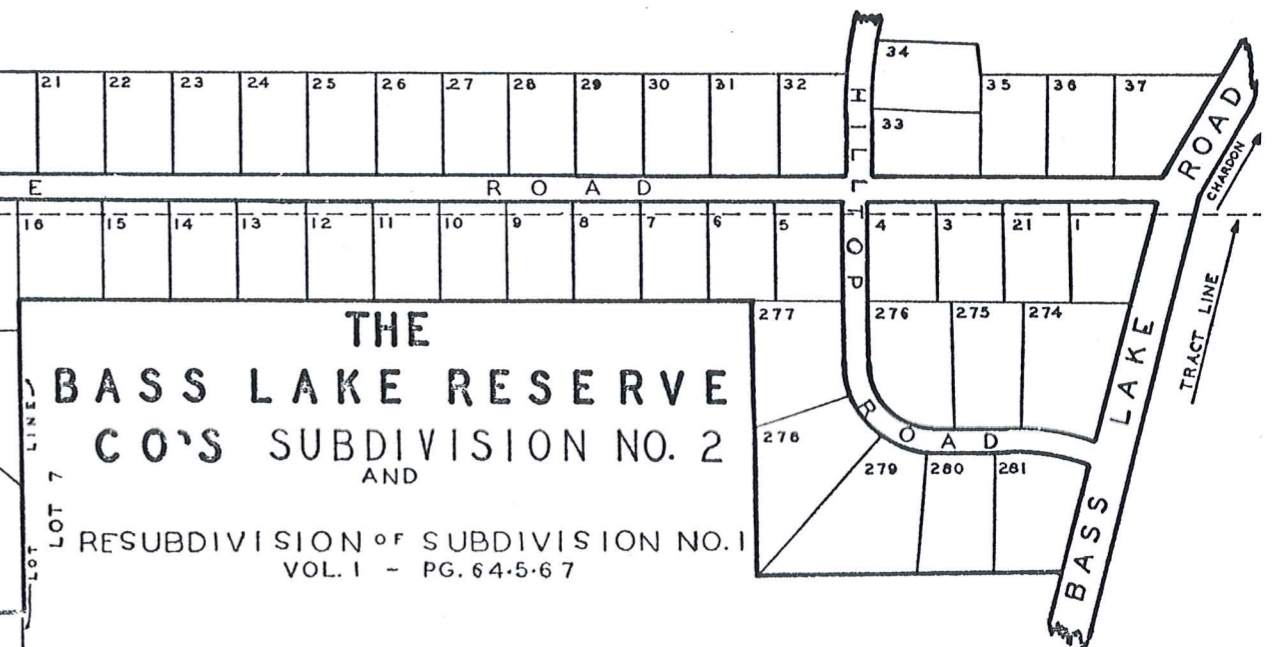 34
21 22 23 24 25 26 27 28 29 30 31 32
35 36 37
33
HILLTOP ROAD
BASS LAKE ROAD
CHARDON
E ROAD
16 15 14 13 12 11 10 9 8 7 6 5
4 3 21 1
TRACT LINE
277
276 275 274
THE
BASS LAKE RESERVE
CO'S SUBDIVISION NO. 2
AND
RESUBDIVISION OF SUBDIVISION NO. 1
VOL. 1 - PG. 64·5·67
LOT 7
LOT LINE
278
279 280 281